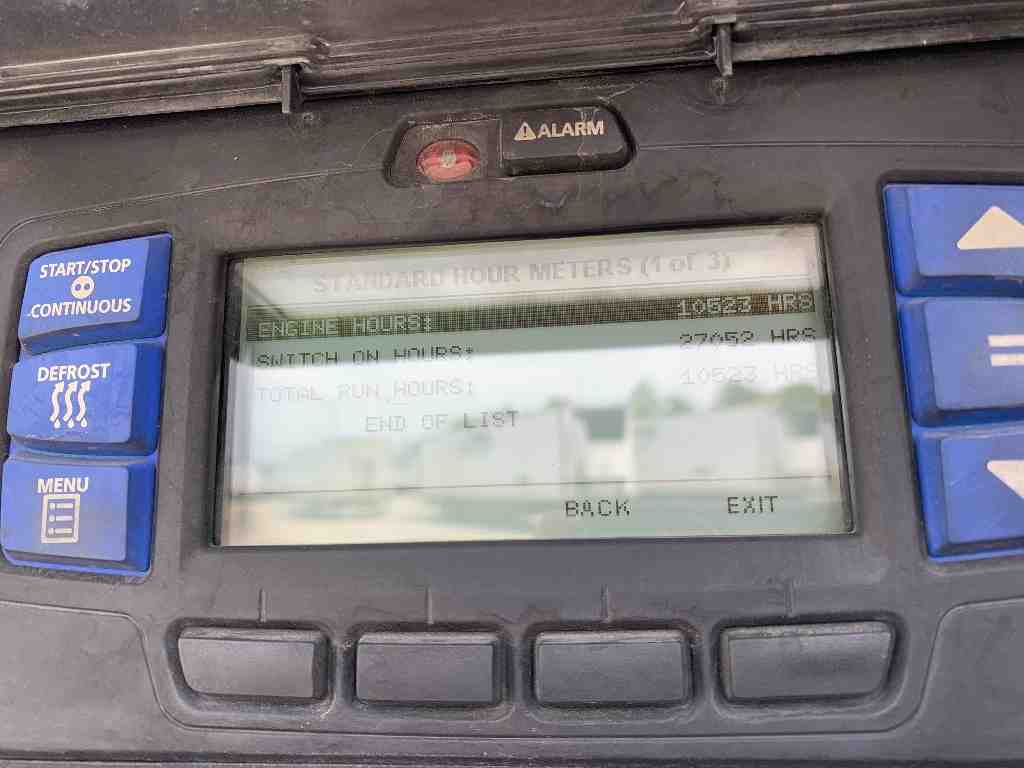 ALARM
START/STOP
CONTINUOUS
DEFROST
MENU
STANDARD HOUR METERS (1 of 3)
ENGINE HOURS: 10523 HRS
SWITCH ON HOURS: 27052 HRS
TOTAL RUN HOURS: 10523 HRS
END OF LIST
BACK EXIT